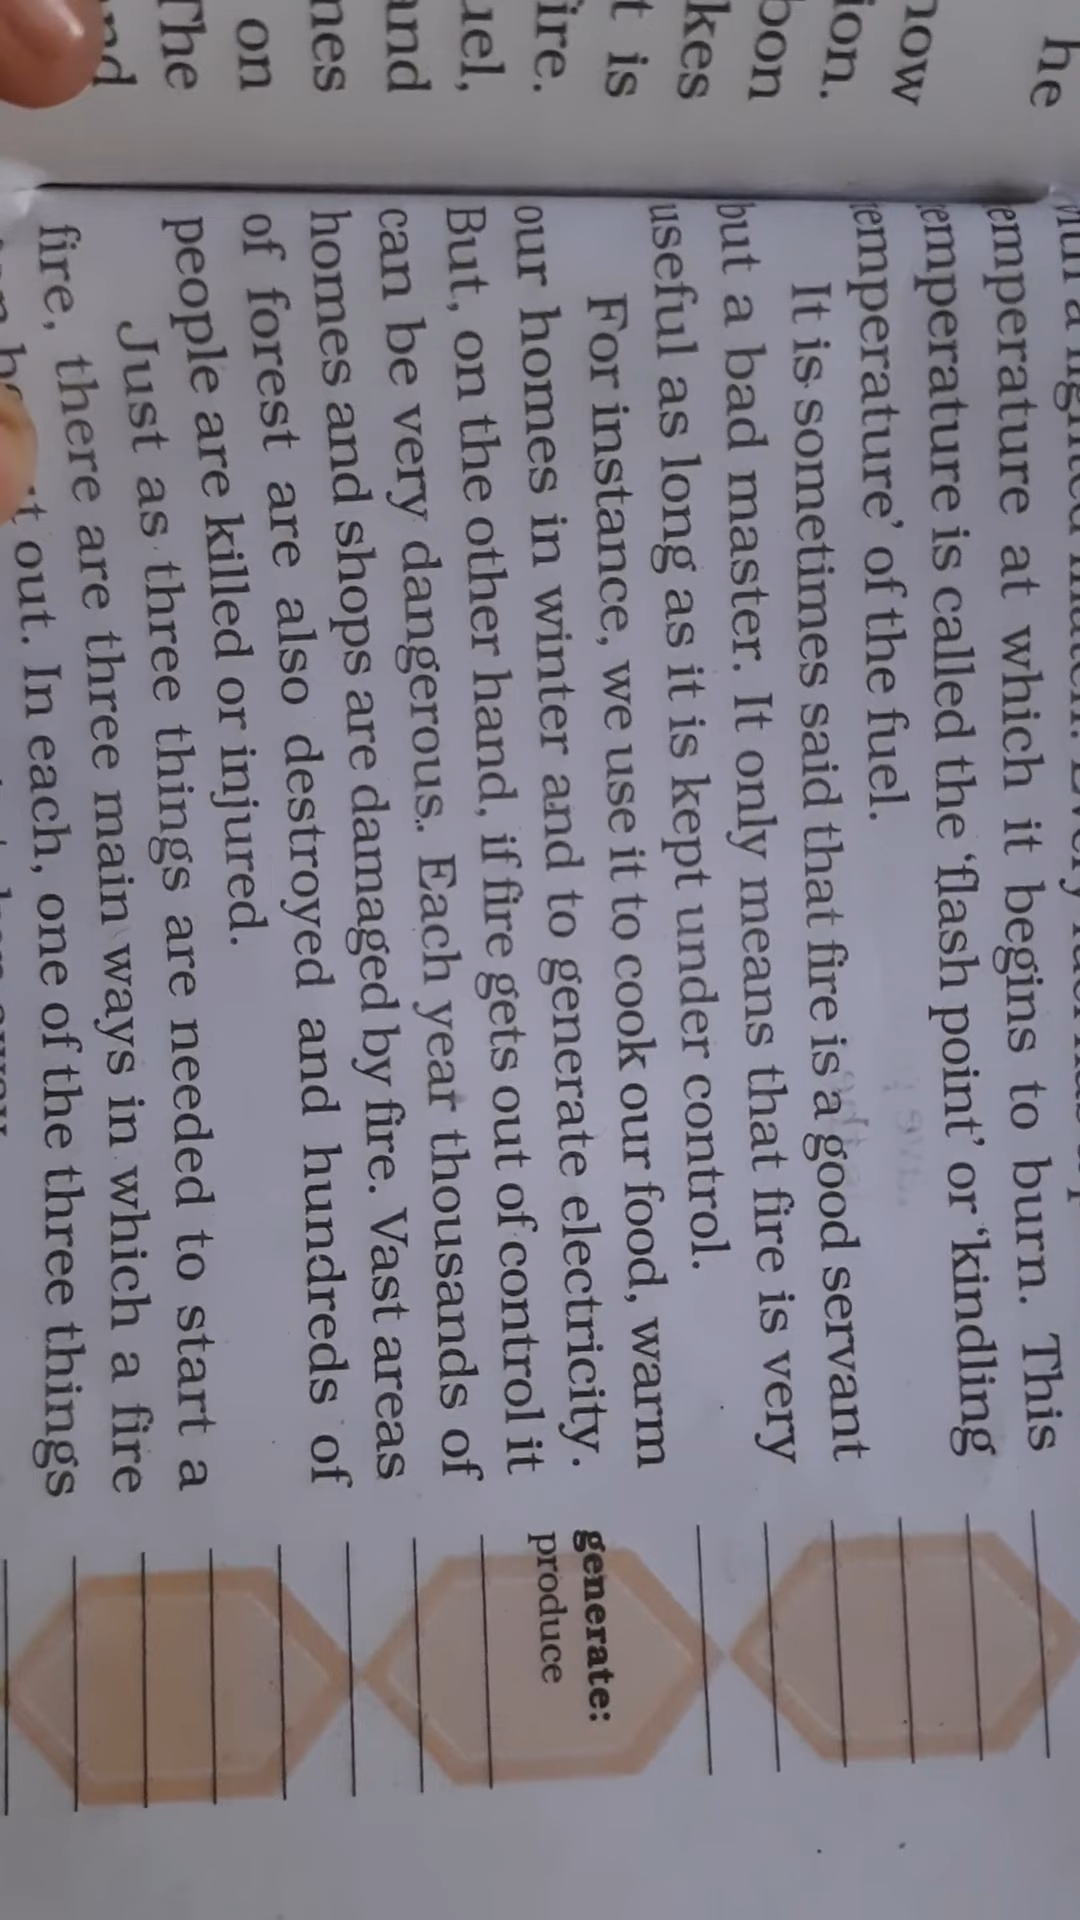 he
now
ion.
bon
kes
t is
ire.
uel,
and
nes
on
The
temperature at which it begins to burn. This
temperature is called the 'flash point' or 'kindling
temperature' of the fuel.
It is sometimes said that fire is a good servant
but a bad master. It only means that fire is very
useful as long as it is kept under control.
For instance, we use it to cook our food, warm
our homes in winter and to generate electricity.
But, on the other hand, if fire gets out of control it
can be very dangerous. Each year thousands of
homes and shops are damaged by fire. Vast areas
of forest are also destroyed and hundreds of
people are killed or injured.
Just as three things are needed to start a
fire, there are three main ways in which a fire
out. In each, one of the three things
generate:
produce